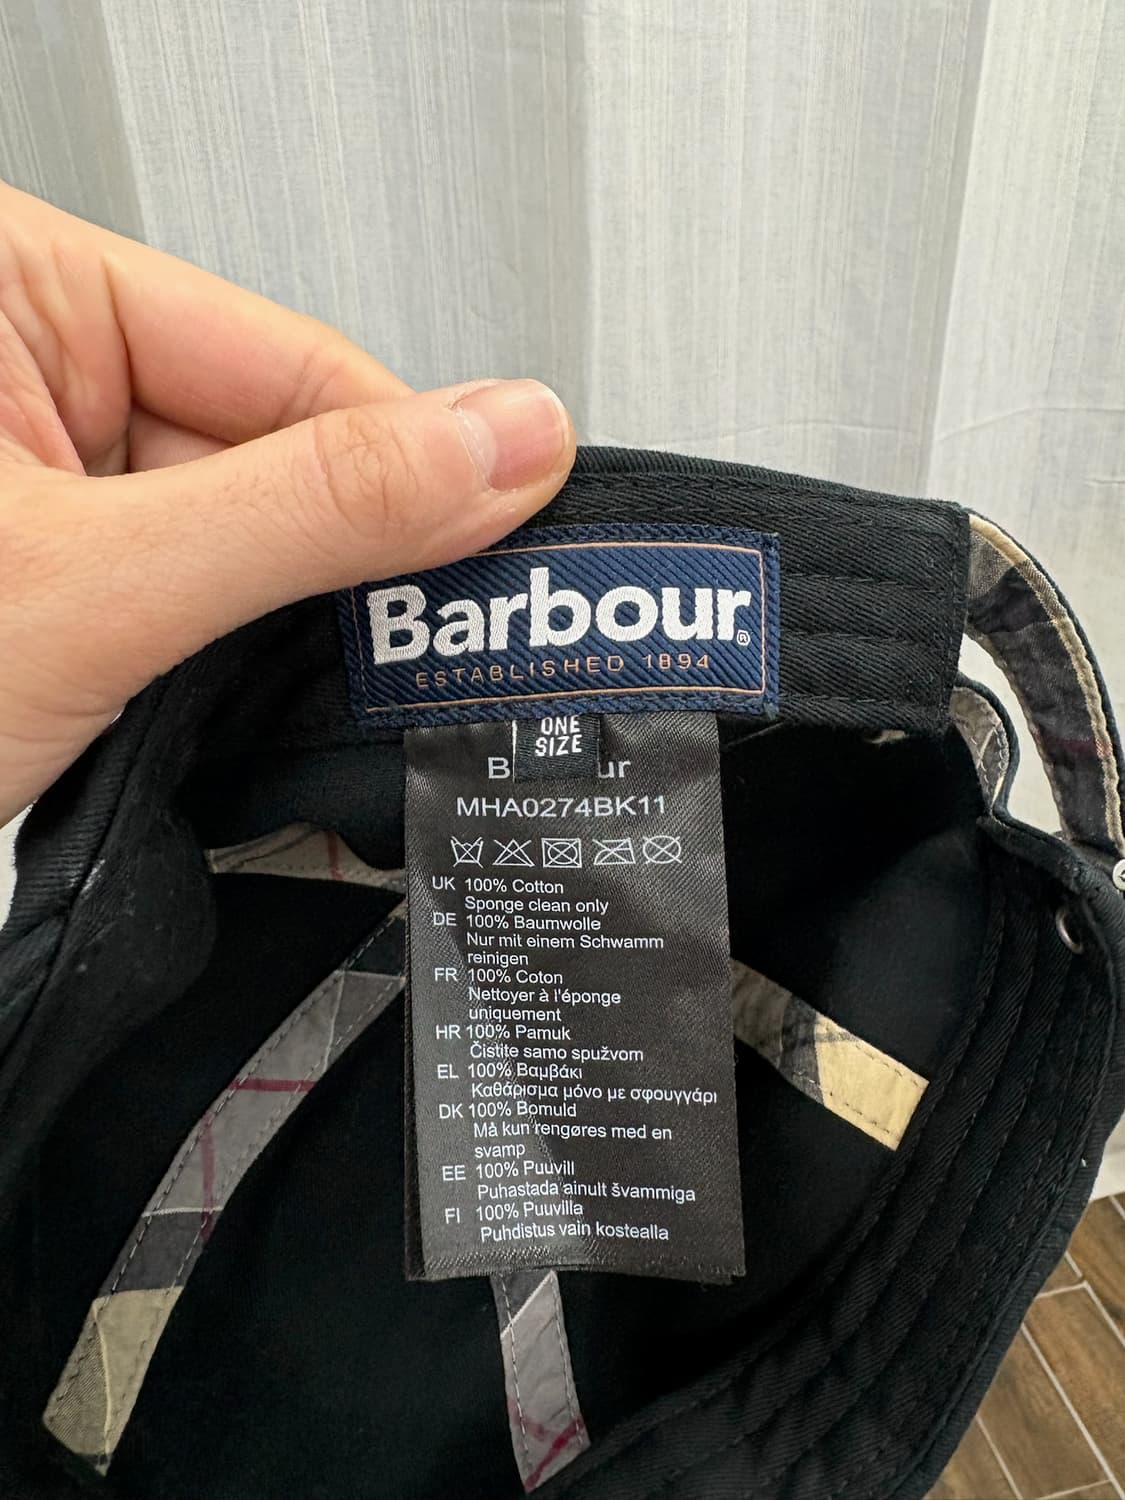 Barbour®
ESTABLISHED 1894
ONE
SIZE
MHA0274BK11
UK 100% Cotton
Sponge clean only
DE 100% Baumwolle
Nur mit einem Schwamm
reinigen
FR 100% Coton
Nettoyer à l'éponge
uniquement
HR 100% Pamuk
Čistite samo spužvom
EL 100% Βαμβάκι
Καθάρισμα μόνο με σφουγγάρι
DK 100% Bomuld
Må kun rengøres med en
svamp
EE 100% Puuvill
Puhastada ainult švammiga
FI 100% Puuvilla
Puhdistus vain kostealla